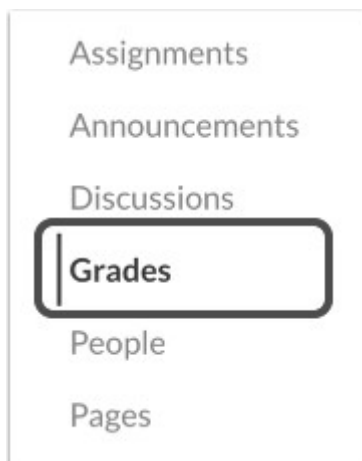 Assignments
Announcements
Discussions
Grades
People
Pages